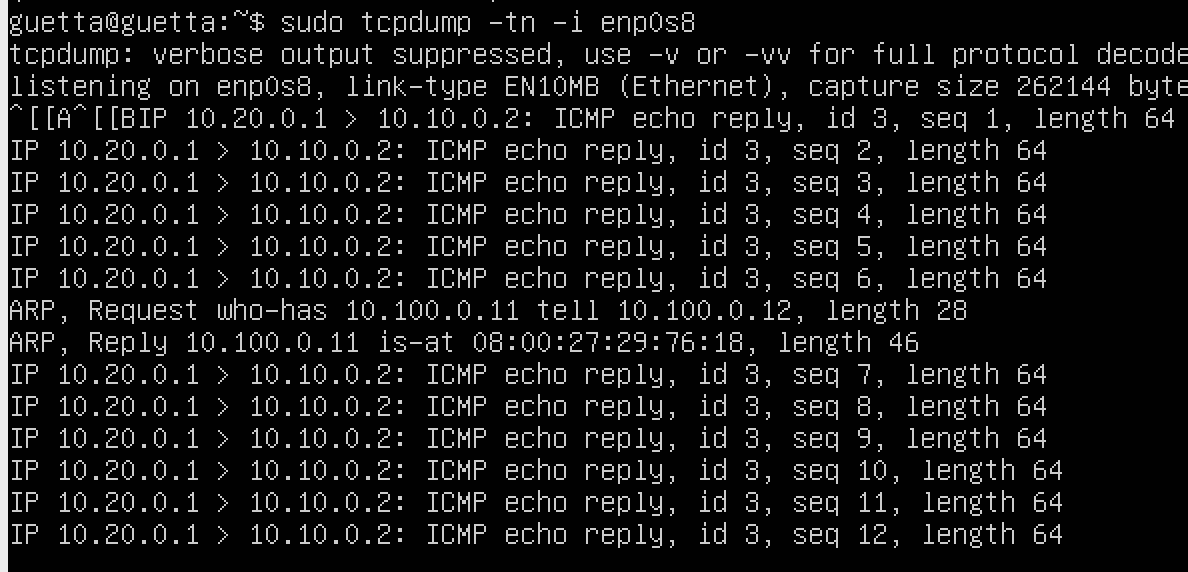 guetta@guetta:~$ sudo tcpdump -tn -i enp0s8
tcpdump: verbose output suppressed, use -v or -vv for full protocol decode
listening on enp0s8, link-type EN10MB (Ethernet), capture size 262144 byte
^[[A^[[BIP 10.20.0.1 > 10.10.0.2: ICMP echo reply, id 3, seq 1, length 64
IP 10.20.0.1 > 10.10.0.2: ICMP echo reply, id 3, seq 2, length 64
IP 10.20.0.1 > 10.10.0.2: ICMP echo reply, id 3, seq 3, length 64
IP 10.20.0.1 > 10.10.0.2: ICMP echo reply, id 3, seq 4, length 64
IP 10.20.0.1 > 10.10.0.2: ICMP echo reply, id 3, seq 5, length 64
IP 10.20.0.1 > 10.10.0.2: ICMP echo reply, id 3, seq 6, length 64
ARP, Request who-has 10.100.0.11 tell 10.100.0.12, length 28
ARP, Reply 10.100.0.11 is-at 08:00:27:29:76:18, length 46
IP 10.20.0.1 > 10.10.0.2: ICMP echo reply, id 3, seq 7, length 64
IP 10.20.0.1 > 10.10.0.2: ICMP echo reply, id 3, seq 8, length 64
IP 10.20.0.1 > 10.10.0.2: ICMP echo reply, id 3, seq 9, length 64
IP 10.20.0.1 > 10.10.0.2: ICMP echo reply, id 3, seq 10, length 64
IP 10.20.0.1 > 10.10.0.2: ICMP echo reply, id 3, seq 11, length 64
IP 10.20.0.1 > 10.10.0.2: ICMP echo reply, id 3, seq 12, length 64